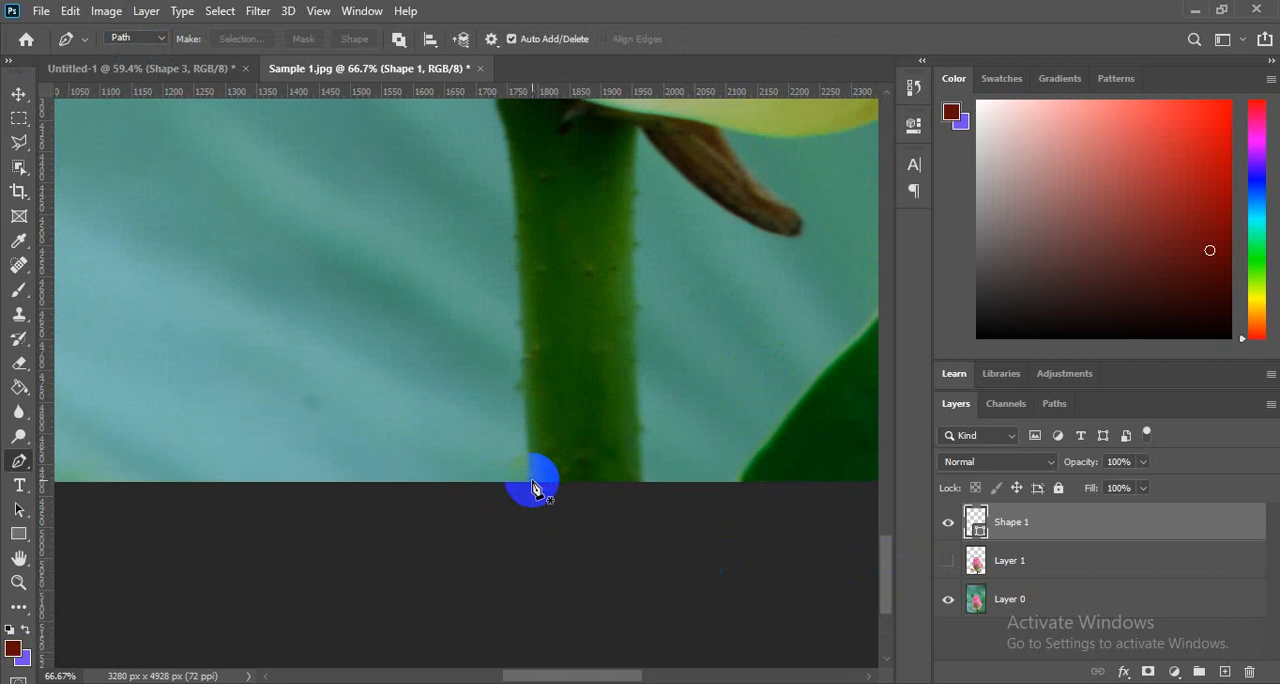 Ps File Edit Image Layer Type Select Filter 3D View Window Help
Path Make: Selection... Mask Shape Auto Add/Delete Align Edges
Untitled-1 @ 59.4% (Shape 3, RGB/8) * × Sample 1.jpg @ 66.7% (Shape 1, RGB/8) * ×
Color Swatches Gradients Patterns
1050 1100 1150 1200 1250 1300 1350 1400 1450 1500 1550 1600 1650 1700 1750 1800 1850 1900 1950 2000 2050 2100 2150 2200 2250 2300
Learn Libraries Adjustments
Layers Channels Paths
Kind
Normal Opacity: 100%
Lock: Fill: 100%
Shape 1
Layer 1
Layer 0
Activate Windows
Go to Settings to activate Windows.
66.67% 3280 px x 4928 px (72 ppi)